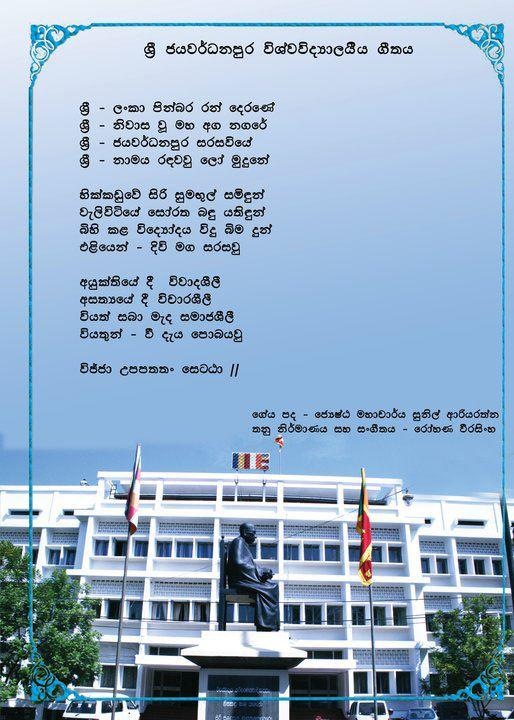 ශ්‍රී ජයවර්ධනපුර විශ්වවිද්‍යාලයීය ගීතය
ශ්‍රී - ලංකා පින්බර රන් දෙරණේ
ශ්‍රී - නිවාස වූ මහ අග නගරේ
ශ්‍රී - ජයවර්ධනපුර සරසවියේ
ශ්‍රී - නාමය රඳවවු ලෝ මුදුනේ
හික්කඩුවේ සිරි සුමඟුල් සමිඳුන්
වැලිවිටියේ සෝරත බඳු යතිඳුන්
බිහි කළ විද්‍යෝදය විදු බිම දුන්
එළියෙන් - දිවි මග සරසවු
අයුක්තියේ දී විවාදශීලී
අසත්‍යයේ දී විචාරශීලී
වියත් සබා මැද සමාජශීලී
වියතුන් - වී දැය පොබයවු
විජ්ජා උපපතතං සෙටඨා //
ගේය පද - ජ්‍යෙෂ්ඨ මහාචාර්ය සුනිල් ආරියරත්න
තනු නිර්මාණය සහ සංගීතය - රෝහණ වීරසිංහ